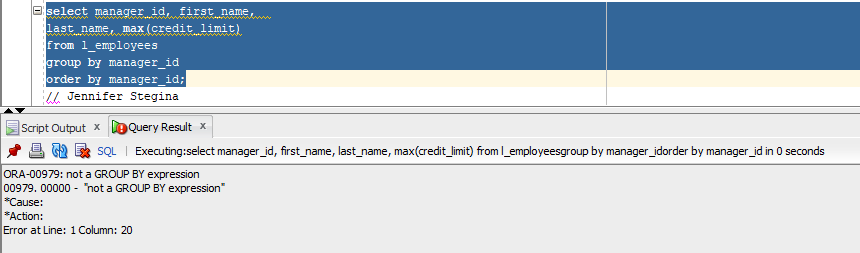 select manager_id, first_name,
last_name, max(credit_limit)
from l_employees
group by manager_id
order by manager_id;
// Jennifer Stegina
Script Output x Query Result x
SQL | Executing:select manager_id, first_name, last_name, max(credit_limit) from l_employeesgroup by manager_idorder by manager_id in 0 seconds
ORA-00979: not a GROUP BY expression
00979. 00000 - "not a GROUP BY expression"
*Cause:
*Action:
Error at Line: 1 Column: 20